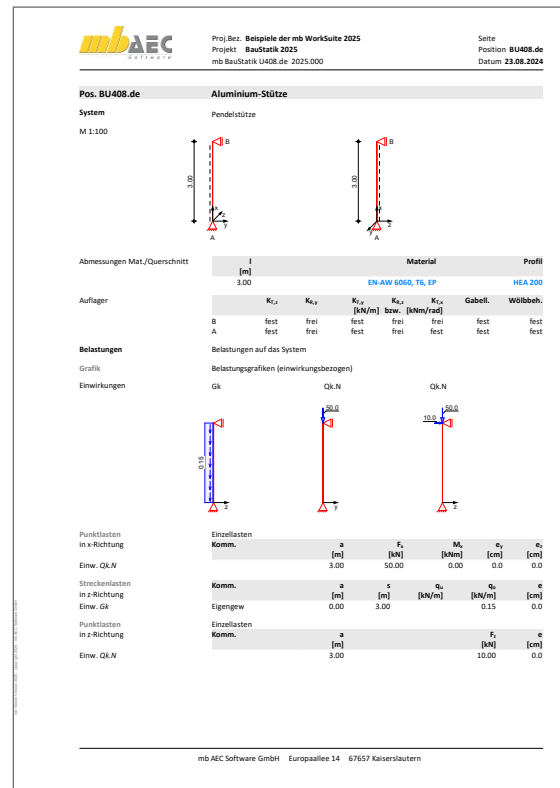 mbAEC
Software
Proj.Bez. Beispiele der mb WorkSuite 2025 Seite
Projekt BauStatik 2025 Position BU408.de
mb BauStatik U408.de 2025.000 Datum 23.08.2024
Pos. BU408.de Aluminium-Stütze
System Pendelstütze
M 1:100
B B
3.00 3.00
x z y x y z
A A
Abmessungen Mat./Querschnitt l Material Profil
[m]
3.00 EN-AW 6060, T6, EP HEA 200
Auflager KT,z KR,y KT,y KR,z KT,x Gabell. Wölbbeh.
[kN/m] bzw. [kNm/rad]
B fest frei fest frei fest fest fest
A fest frei fest frei fest fest fest
Belastungen Belastungen auf das System
Grafik Belastungsgrafiken (einwirkungsbezogen)
Einwirkungen Gk Qk.N Qk.N
50.0 50.0
10.0
0.15
z y z
Punktlasten Einzellasten
in x-Richtung Komm. a Fx Mx ey ez
[m] [kN] [kNm] [cm] [cm]
Einw. Qk.N 3.00 50.00 0.00 0.0 0.0
Streckenlasten Komm. a s qu qo e
in z-Richtung [m] [m] [kN/m] [kN/m] [cm]
Einw. Gk Eigengew 0.00 3.00 0.15 0.0
Punktlasten Einzellasten
in z-Richtung Komm. a Fz e
[m] [kN] [cm]
Einw. Qk.N 3.00 10.00 0.0
mb AEC Software GmbH Europaallee 14 67657 Kaiserslautern